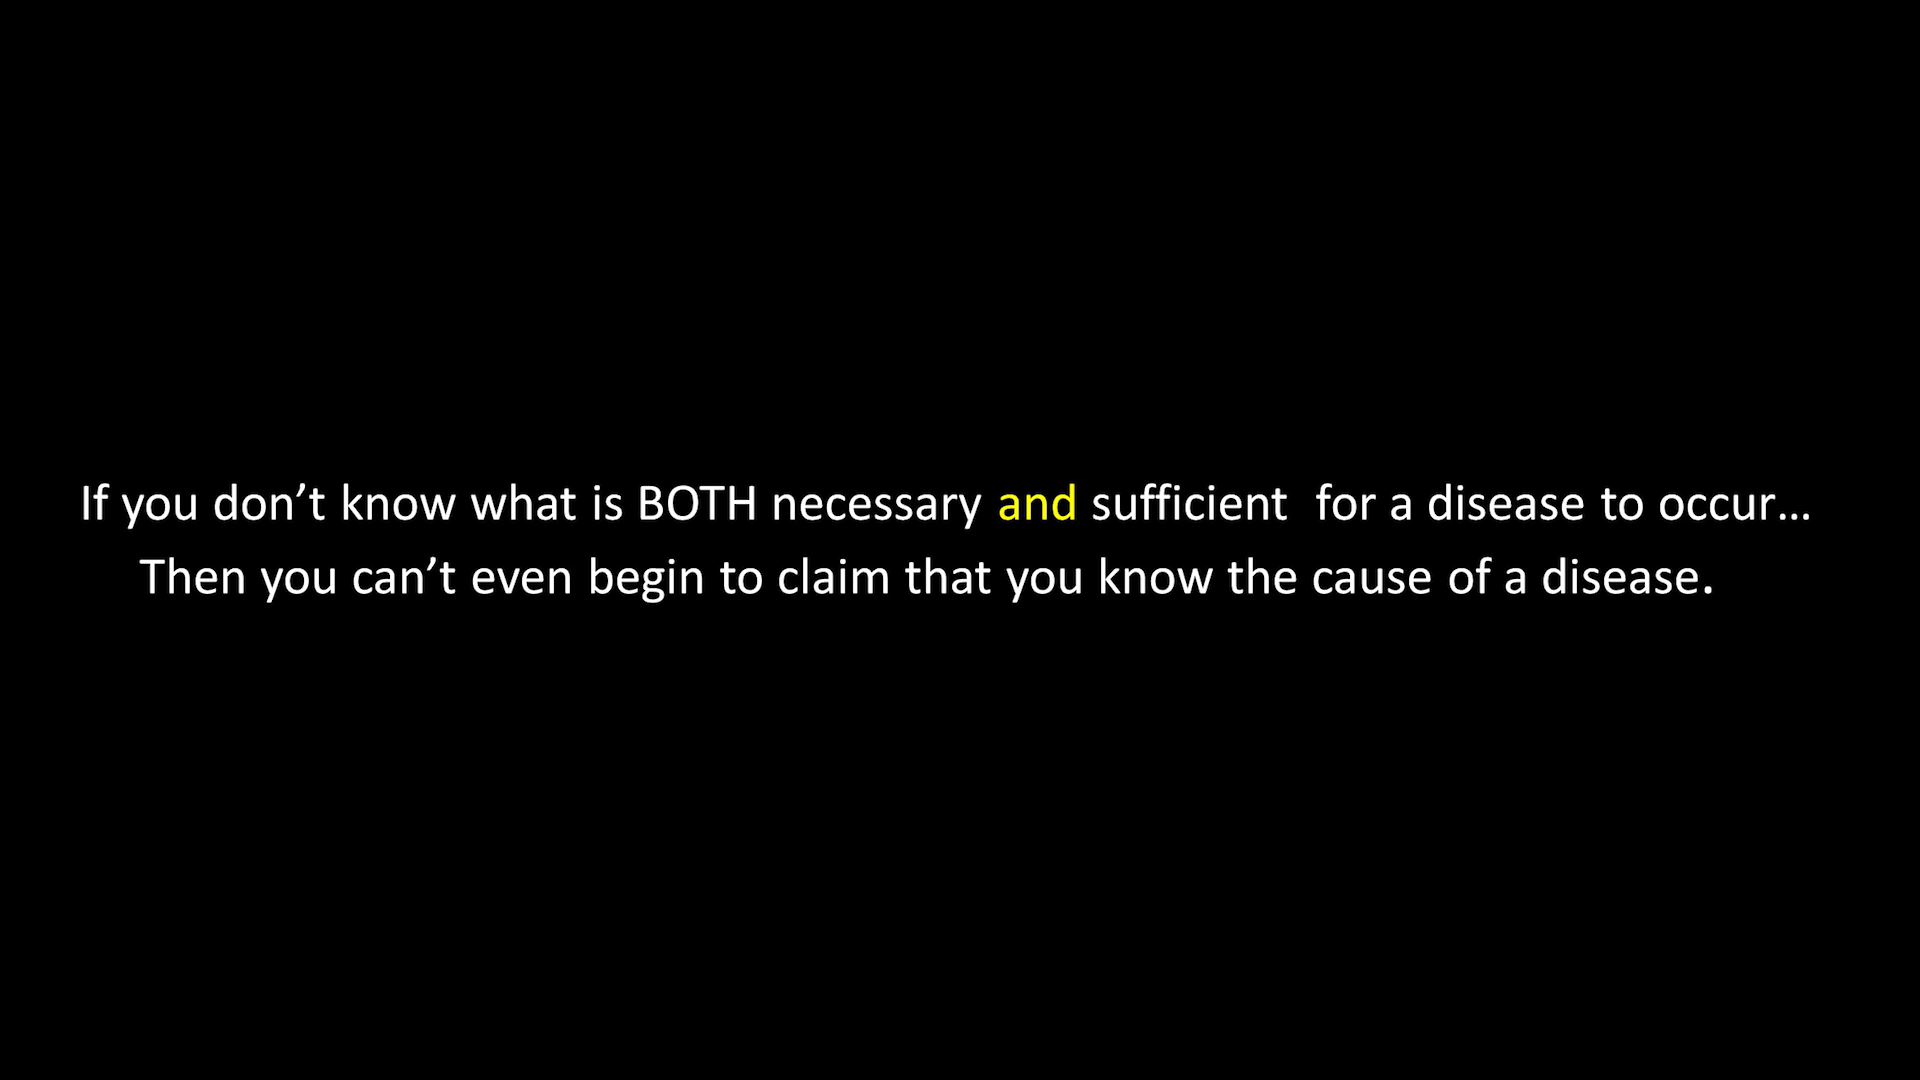 If you don’t know what is BOTH necessary and sufficient  for a disease to occur…
Then you can’t even begin to claim that you know the cause of a disease.